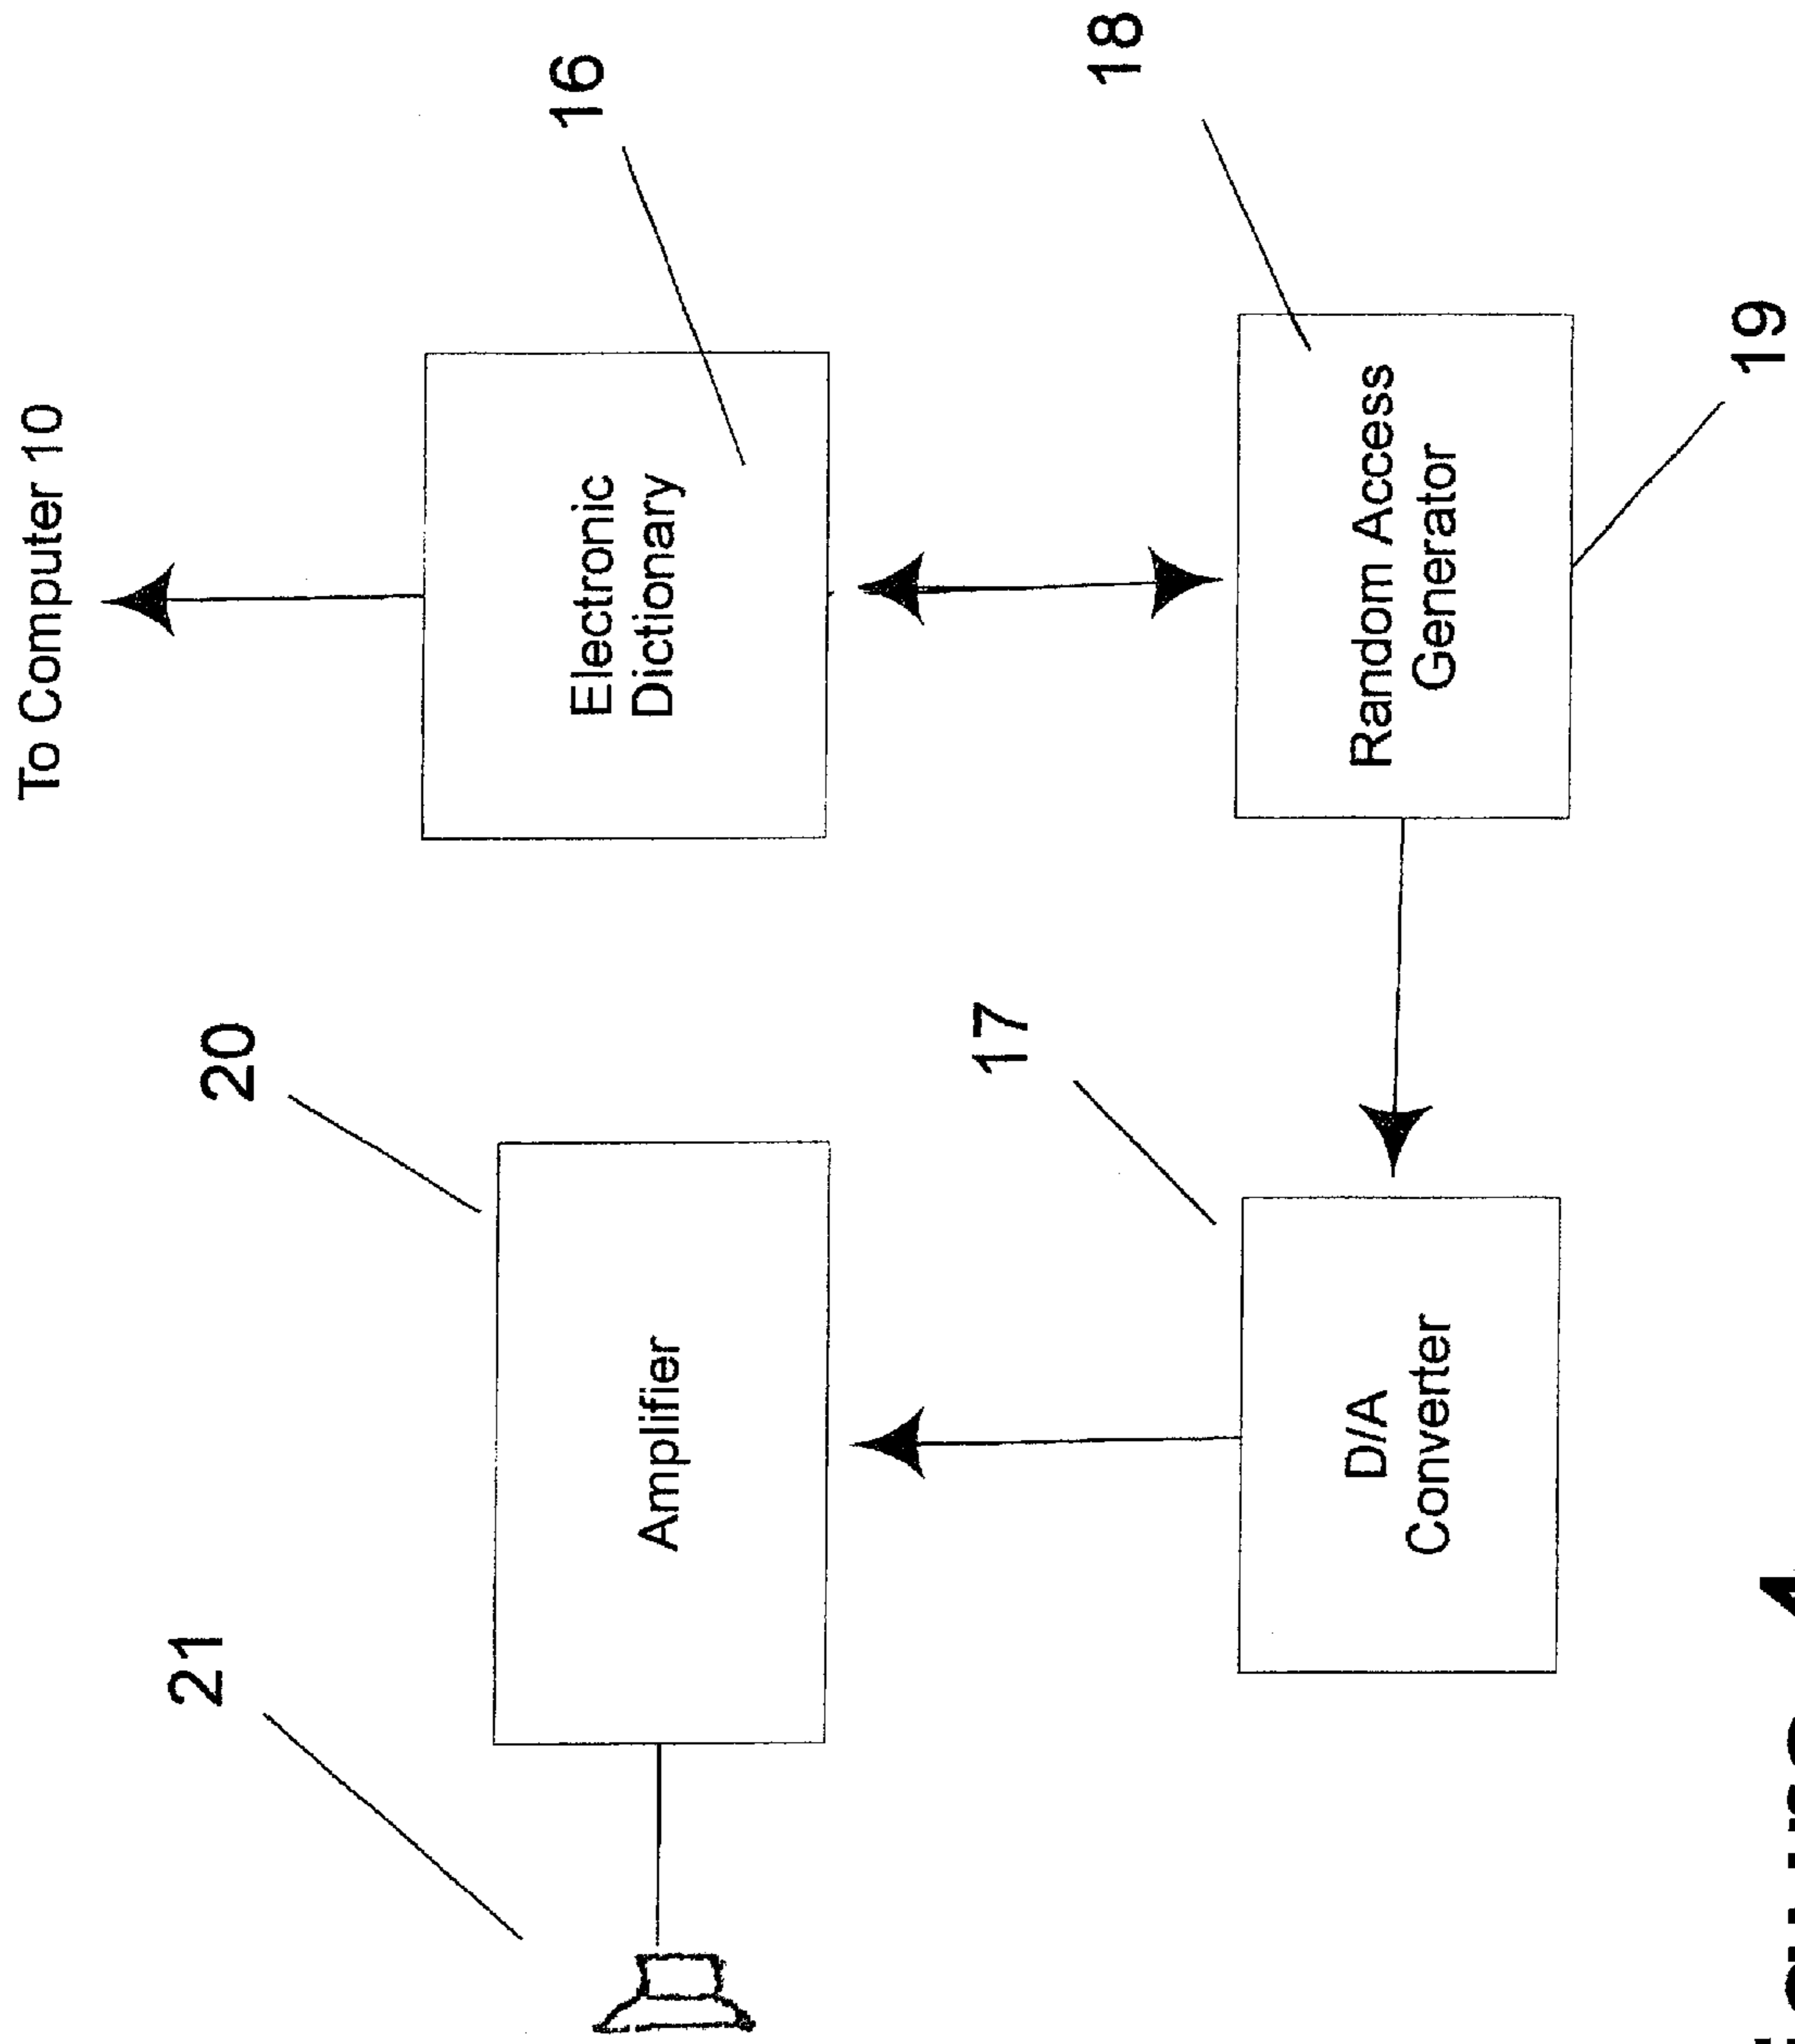 To Computer 10
21
20
16
Electronic
Dictionary
Amplifier
17
18
D/A
Converter
Random Access
Generator
19